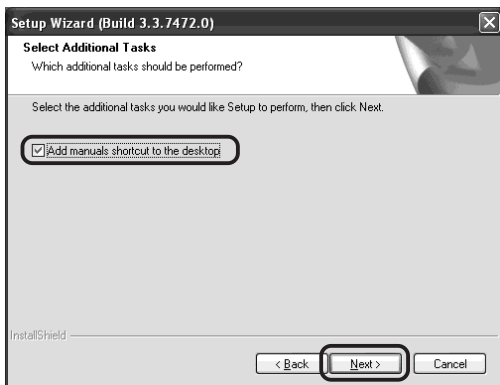 Setup Wizard (Build 3.3.7472.0)
Select Additional Tasks
Which additional tasks should be performed?
Select the additional tasks you would like Setup to perform, then click Next.
Add manuals shortcut to the desktop
InstallShield
< Back Next > Cancel